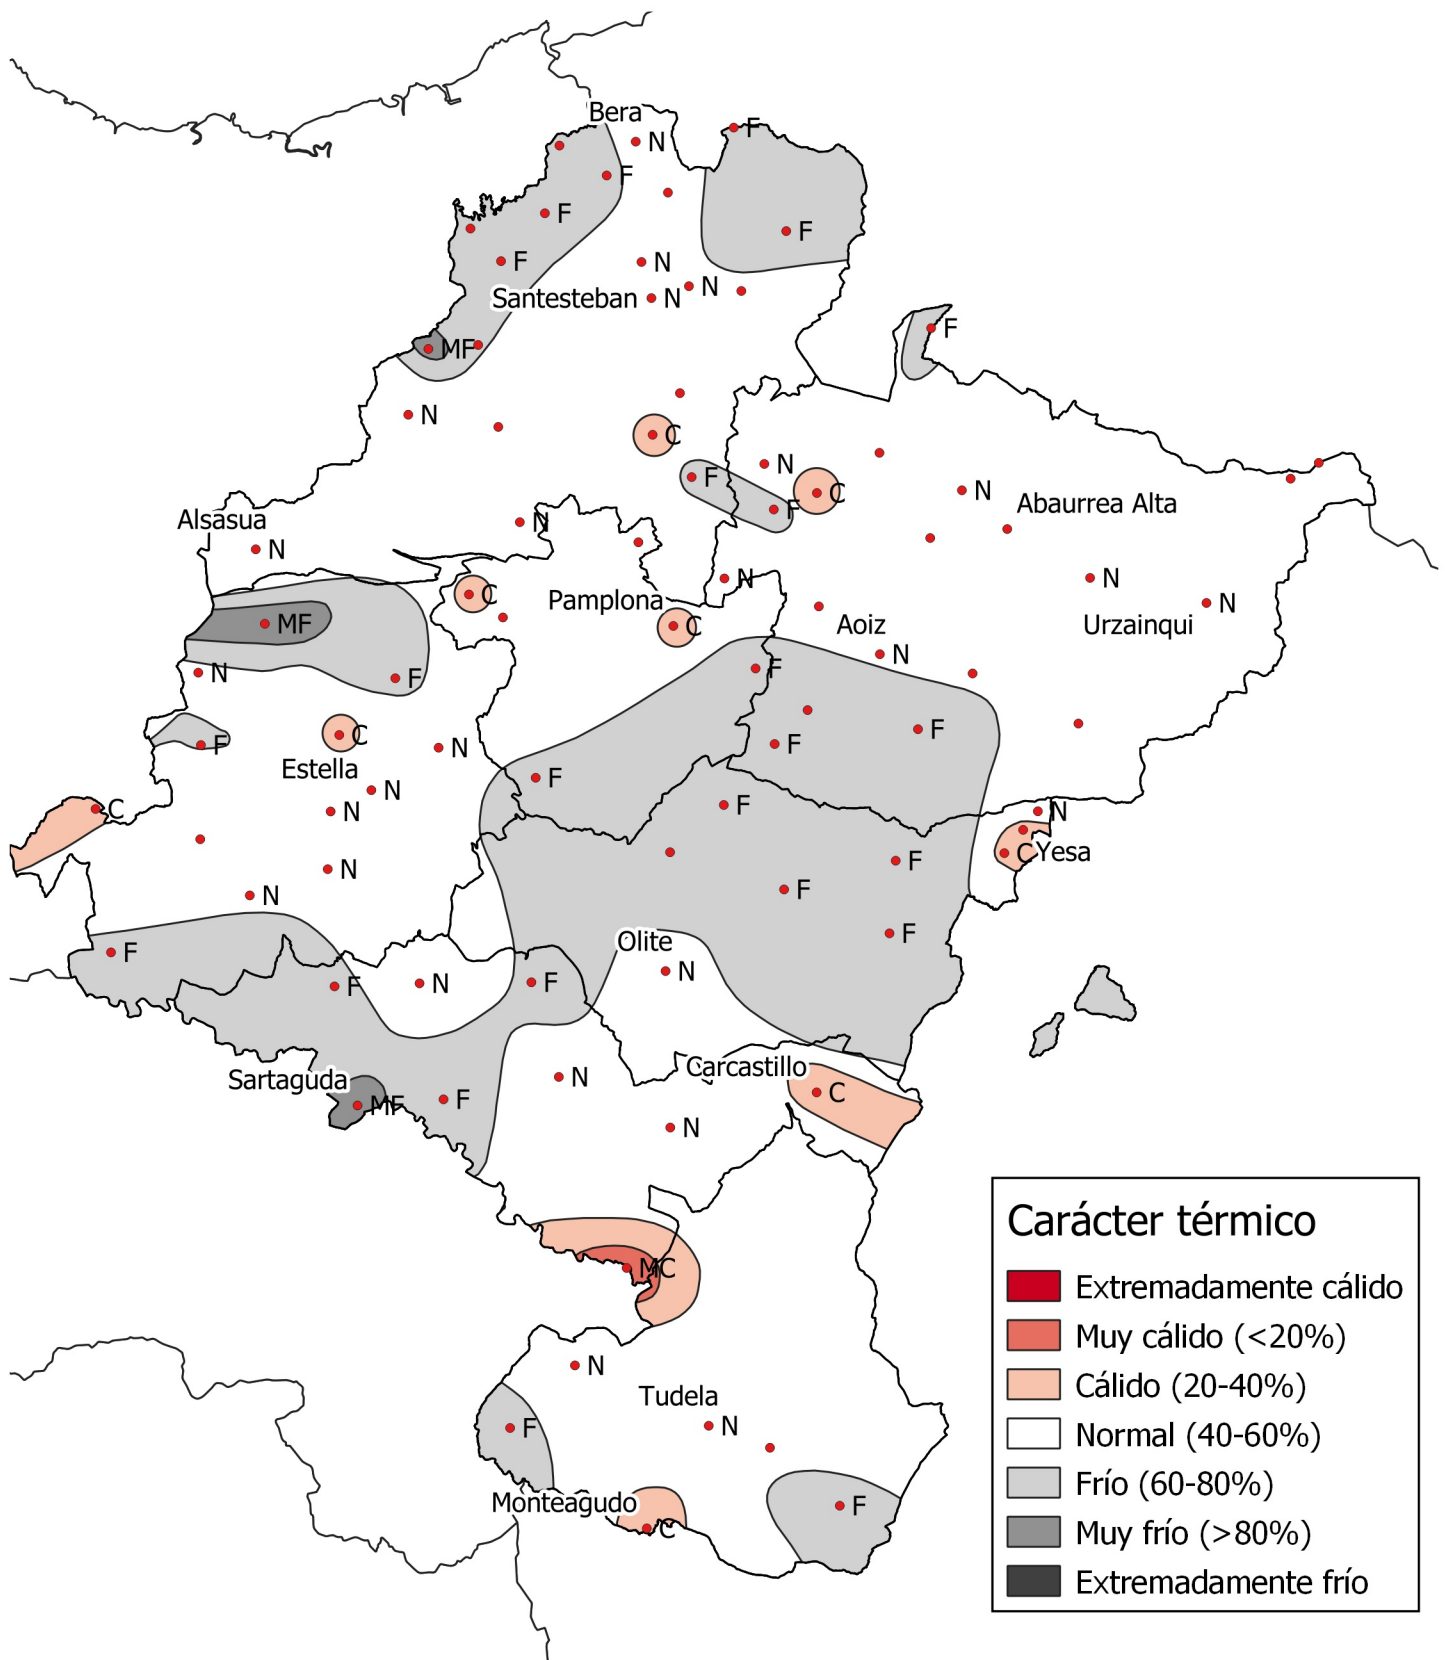 Bera
N
F
F
F
F
F
N
N
Santesteban
N
F
MF
N
C
F
N
C
N
Abaurrea Alta
F
Alsasua
N
N
N
N
C
Pamplona
N
MF
C
Aoiz
Urzainqui
N
N
F
F
F
C
F
F
N
Estella
F
N
C
N
F
N
C Yesa
N
F
F
N
F
Olite
F
N
F
N
F
Carcastillo
Sartaguda
N
C
MF
F
N
MC
N
Tudela
N
F
Monteagudo
F
C
Carácter térmico
Extremadamente cálido
Muy cálido (<20%)
Cálido (20-40%)
Normal (40-60%)
Frío (60-80%)
Muy frío (>80%)
Extremadamente frío